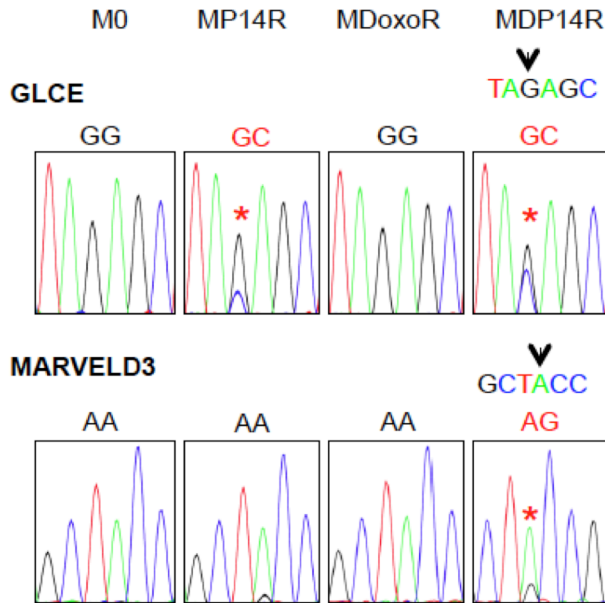 M0 MP14R MDoxoR MDP14R
TAGAGC
GLCE
GG GC GG GC
*
*
MARVELD3
GCTACC
AA AA AA AG
*